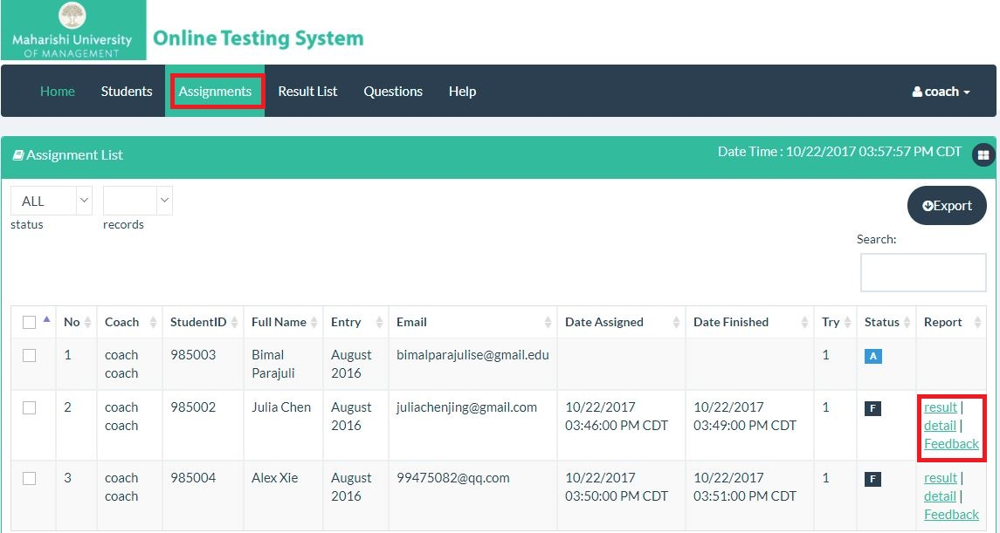 Maharishi University
OF MANAGEMENT
Online Testing System
Home Students Assignments Result List Questions Help coach
Assignment List Date Time : 10/22/2017 03:57:57 PM CDT
ALL
status records
Export
Search:
No Coach StudentID Full Name Entry Email Date Assigned Date Finished Try Status Report
1 coach 985003 Bimal August bimalparajulise@gmail.edu 1 A
coach Parajuli 2016
2 coach 985002 Julia Chen August juliachenjing@gmail.com 10/22/2017 10/22/2017 1 F result |
coach 2016 03:46:00 PM CDT 03:49:00 PM CDT detail |
Feedback
3 coach 985004 Alex Xie August 99475082@qq.com 10/22/2017 10/22/2017 1 F result |
coach 2016 03:50:00 PM CDT 03:51:00 PM CDT detail |
Feedback